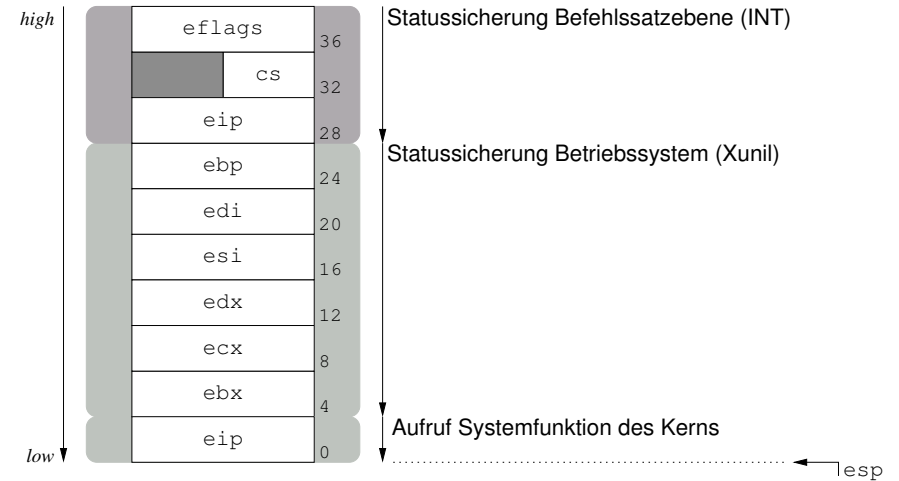 high
eflags
36
Statussicherung Befehlssatzebene (INT)
cs
32
eip
28
ebp
24
Statussicherung Betriebssystem (Xunil)
edi
20
esi
16
edx
12
ecx
8
ebx
4
eip
0
Aufruf Systemfunktion des Kerns
low
esp